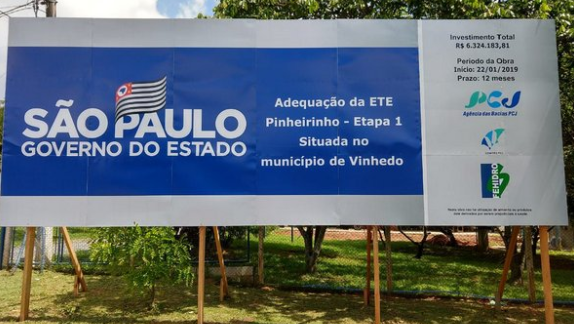 SÃO PAULO
GOVERNO DO ESTADO
Adequação da ETE
Pinheirinho - Etapa 1
Situada no
município de Vinhedo
Investimento Total
R$ 6.324.183,81
Periodo da Obra
Início: 22/01/2019
Prazo: 12 meses
PCJ
Agência das Bacias PCJ
FEHIDRO